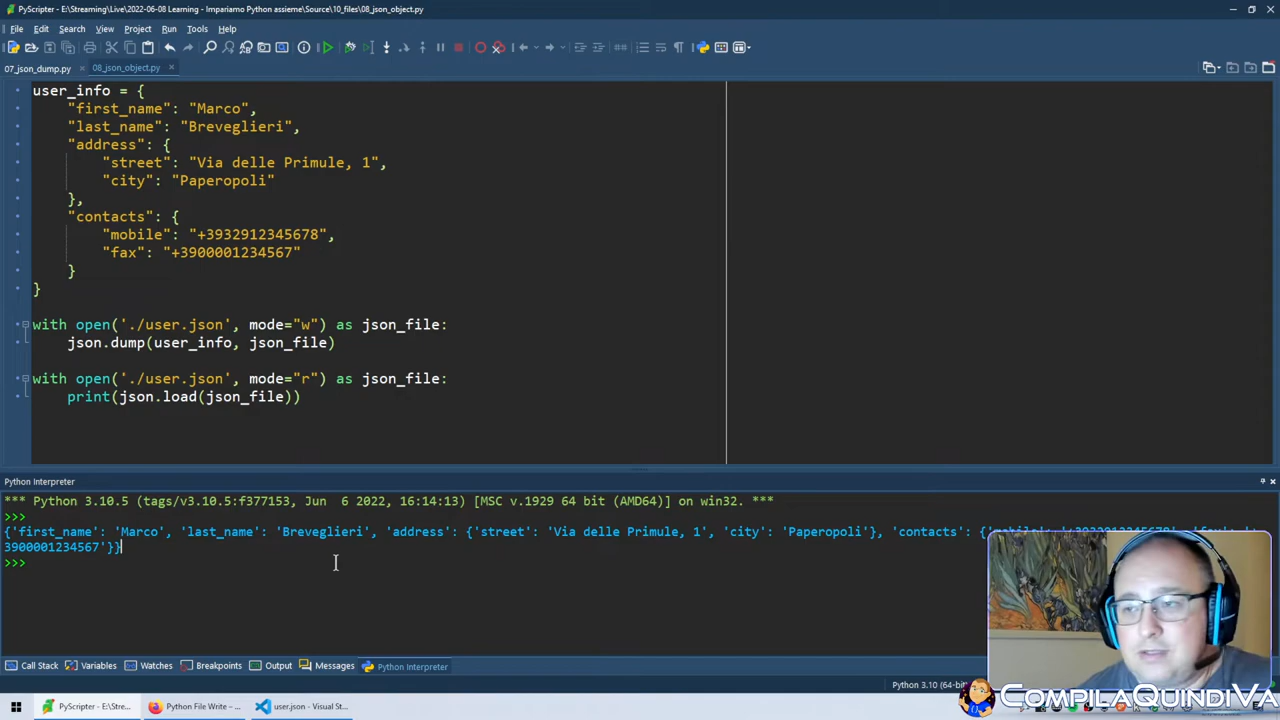 PyScripter - E:\Streaming\Live\2022-06-08 Learning - Impariamo Python assieme\Source\10_files\08_json_object.py
File Edit Search View Project Run Tools Help
07_json_dump.py 08_json_object.py
user_info = {
"first_name": "Marco",
"last_name": "Breveglieri",
"address": {
"street": "Via delle Primule, 1",
"city": "Paperopoli"
},
"contacts": {
"mobile": "+3932912345678",
"fax": "+3900001234567"
}
}
with open('./user.json', mode="w") as json_file:
json.dump(user_info, json_file)
with open('./user.json', mode="r") as json_file:
print(json.load(json_file))
Python Interpreter
*** Python 3.10.5 (tags/v3.10.5:f377153, Jun 6 2022, 16:14:13) [MSC v.1929 64 bit (AMD64)] on win32. ***
>>>
{'first_name': 'Marco', 'last_name': 'Breveglieri', 'address': {'street': 'Via delle Primule, 1', 'city': 'Paperopoli'}, 'contacts': {
3900001234567'}}
>>>
Call Stack Variables Watches Breakpoints Output Messages Python Interpreter
Python 3.10 (64-bit)
PyScripter - E:\Stre... Python File Write - ... user.json - Visual St...
COMPILAQUINDIVA